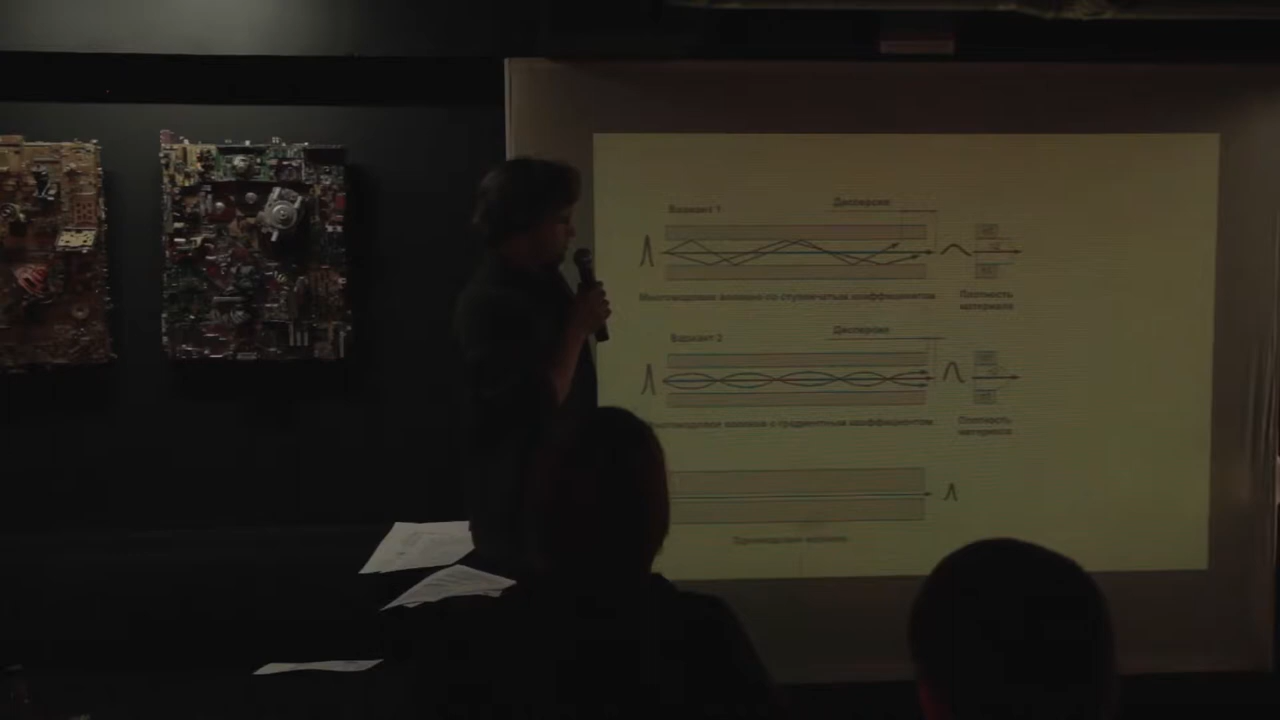 Вариант 1
Дисперсия
Многомодовое волокно со ступенчатым коэффициентом
Плотность
материала
Вариант 2
Дисперсия
Многомодовое волокно с градиентным коэффициентом
Плотность
материала
Одномодовое волокно